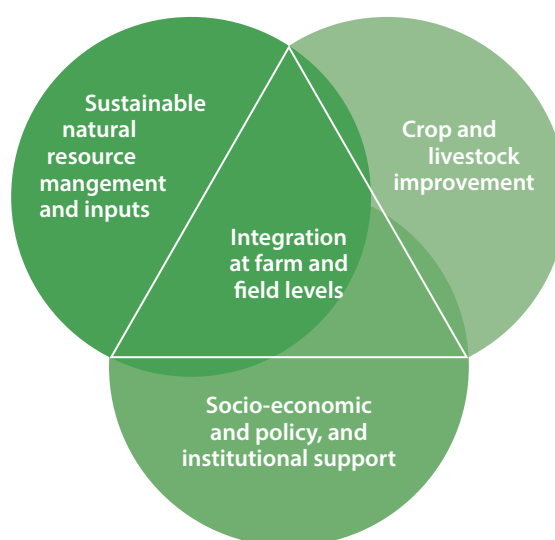 Sustainable
natural
resource
mangement
and inputs
Crop and
livestock
improvement
Integration
at farm and
field levels
Socio-economic
and policy, and
institutional support